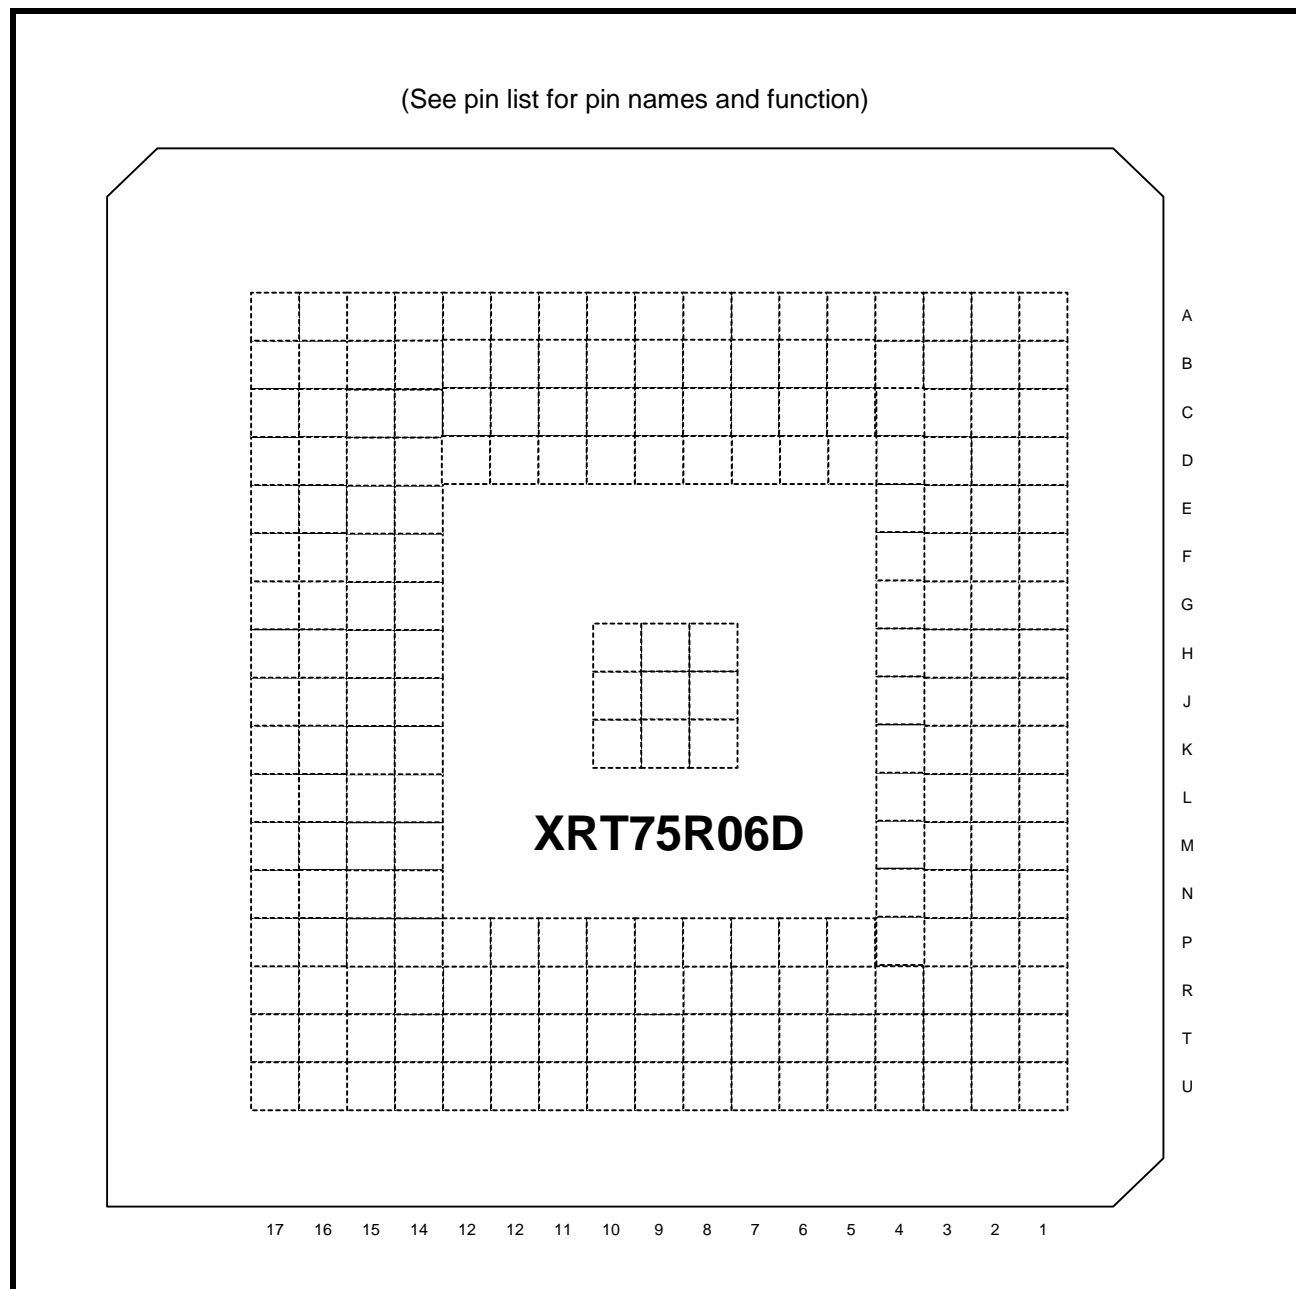 (See pin list for pin names and function)
A
B
C
D
E
F
G
H
J
K
L
XRT75R06D
M
N
P
R
T
U
17 16 15 14 12 12 11 10 9 8 7 6 5 4 3 2 1